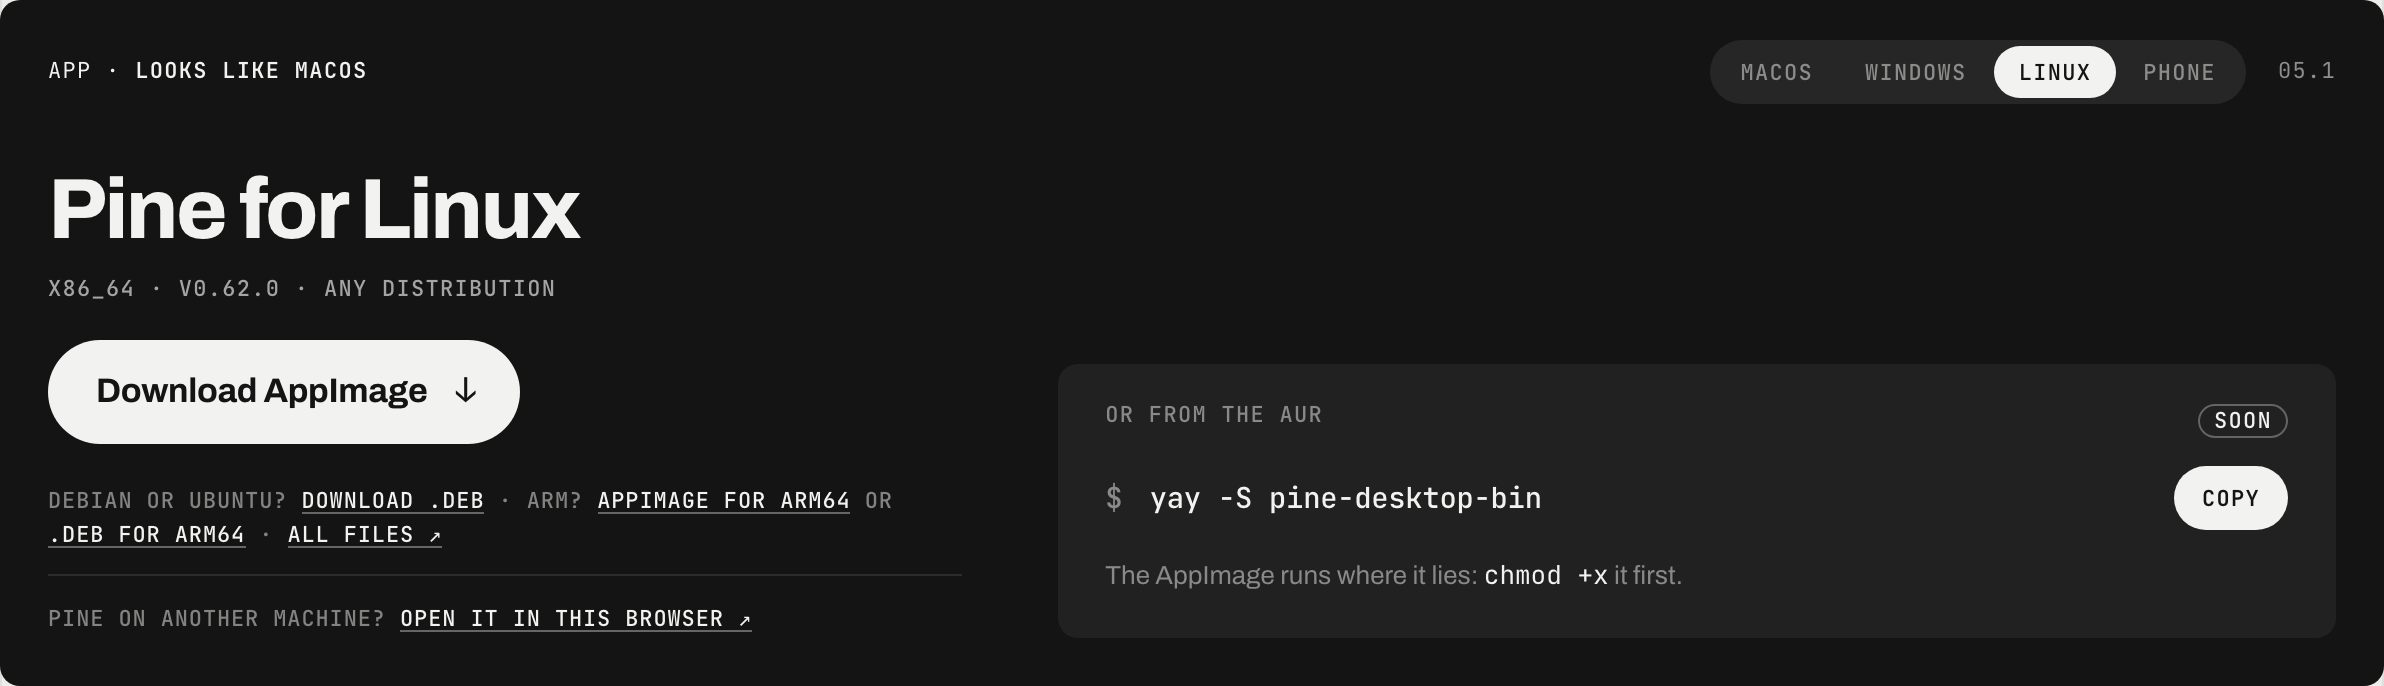 APP · LOOKS LIKE MACOS
MACOS WINDOWS LINUX PHONE 05.1
Pine for Linux
X86_64 · V0.62.0 · ANY DISTRIBUTION
Download AppImage ↓
DEBIAN OR UBUNTU? DOWNLOAD .DEB · ARM? APPIMAGE FOR ARM64 OR
.DEB FOR ARM64 · ALL FILES ↗
PINE ON ANOTHER MACHINE? OPEN IT IN THIS BROWSER ↗
OR FROM THE AUR SOON
$ yay -S pine-desktop-bin COPY
The AppImage runs where it lies: chmod +x it first.